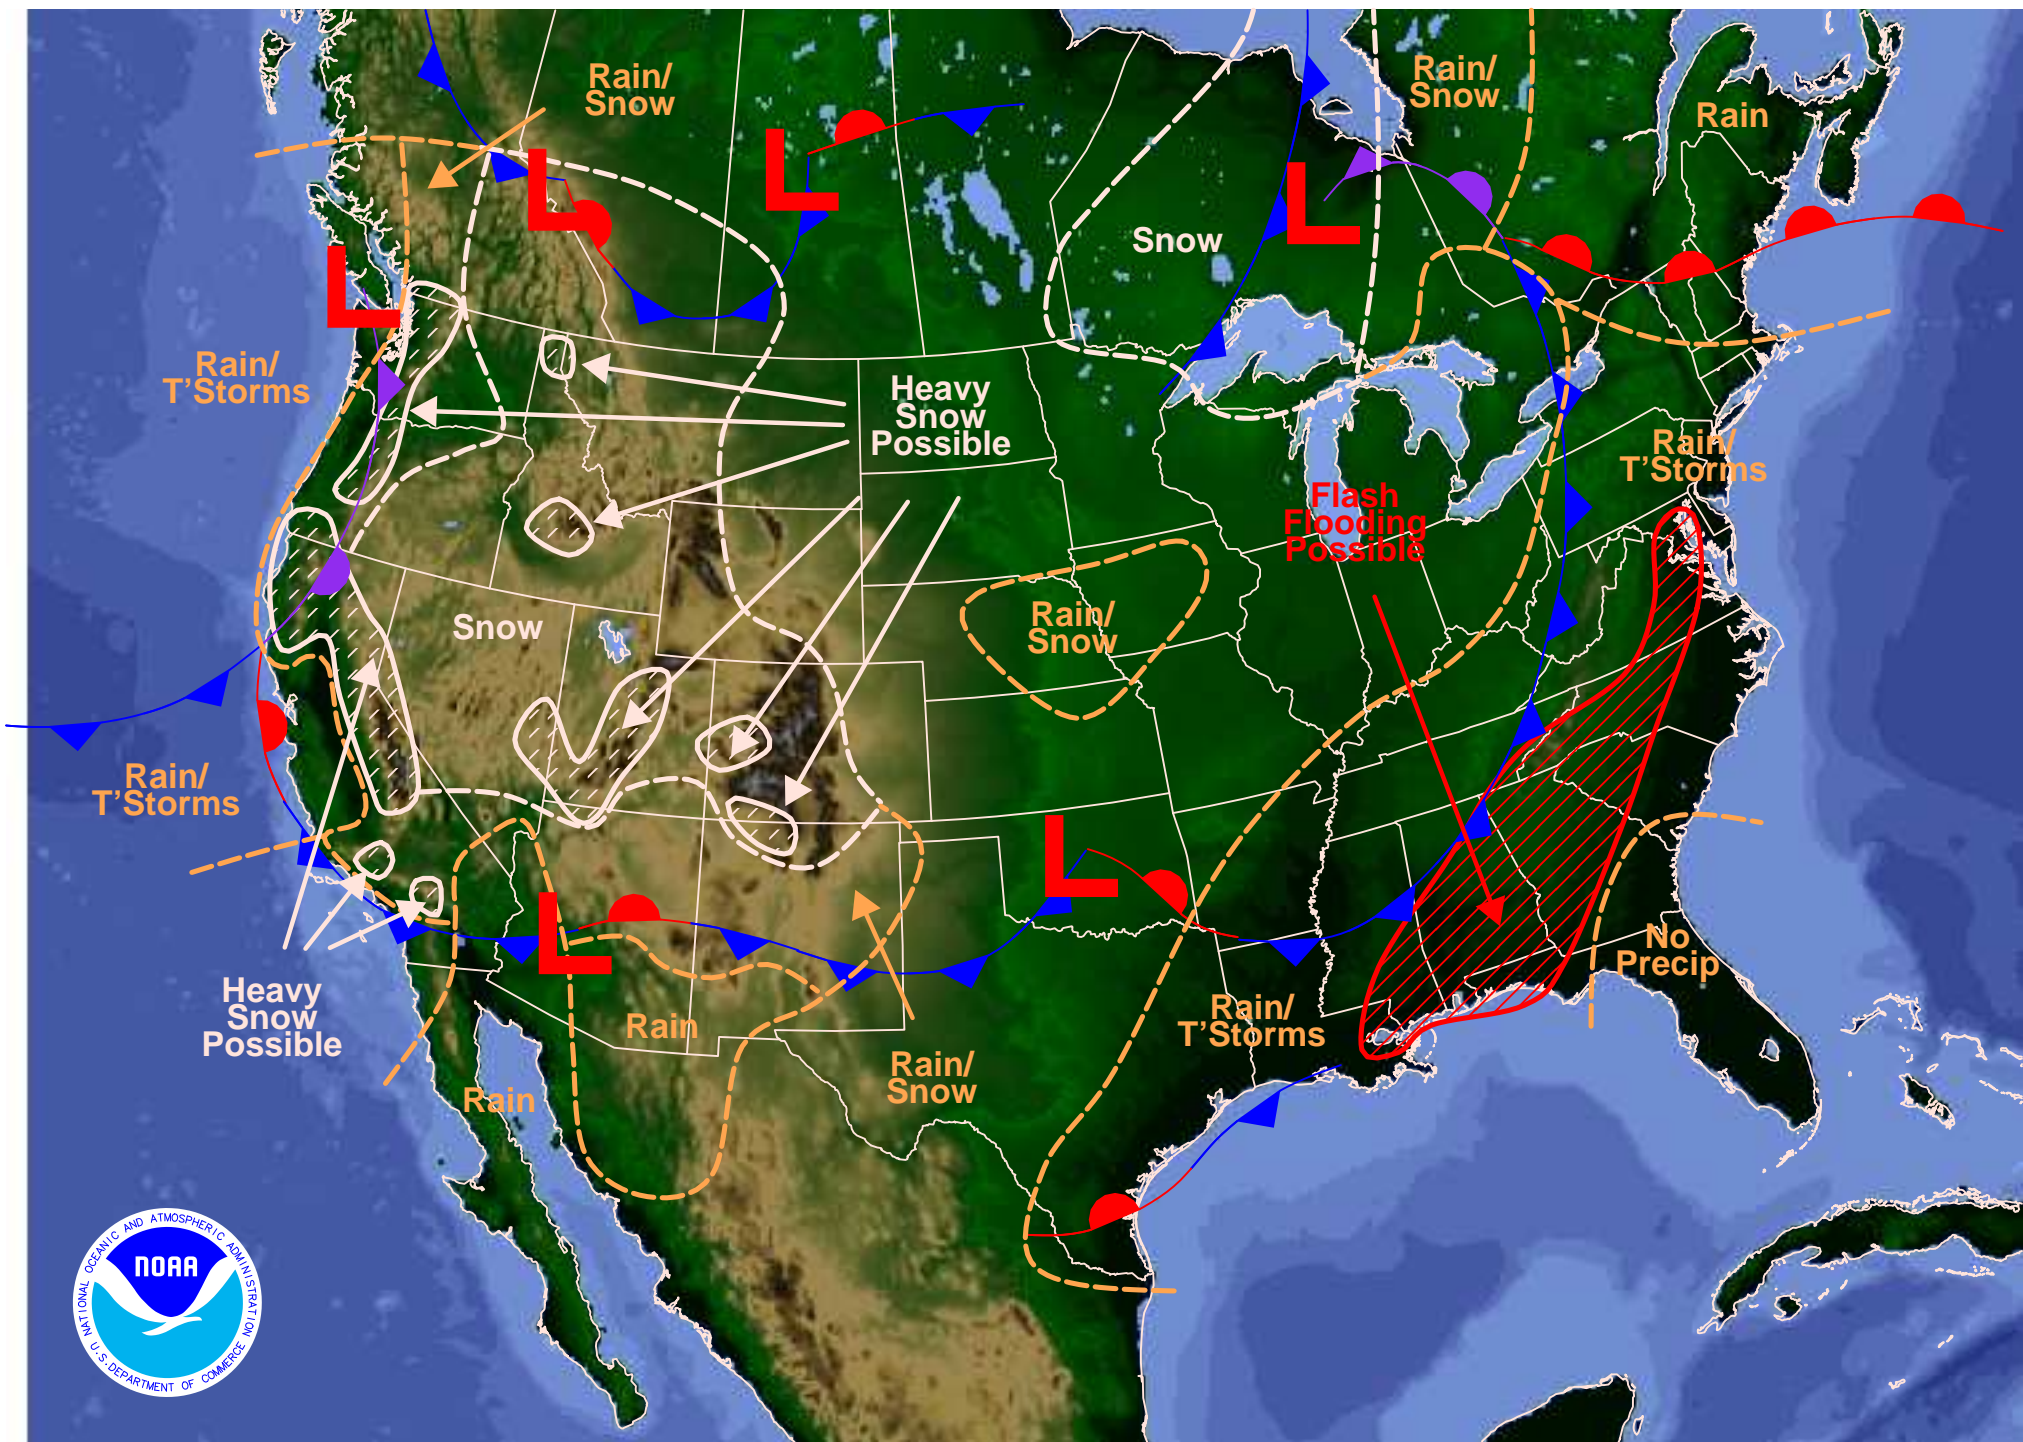 Rain/
Snow
Rain/
Snow
Rain
L
L
L
L
Snow
Rain/
T'Storms
Heavy
Snow
Possible
Rain/
T'Storms
Flash
Flooding
Possible
Snow
Rain/
Snow
Rain/
T'Storms
L
L
No
Precip
Heavy
Snow
Possible
Rain
Rain/
T'Storms
Rain/
Snow
Rain
NATIONAL OCEANIC AND ATMOSPHERIC ADMINISTRATION
NOAA
U.S. DEPARTMENT OF COMMERCE